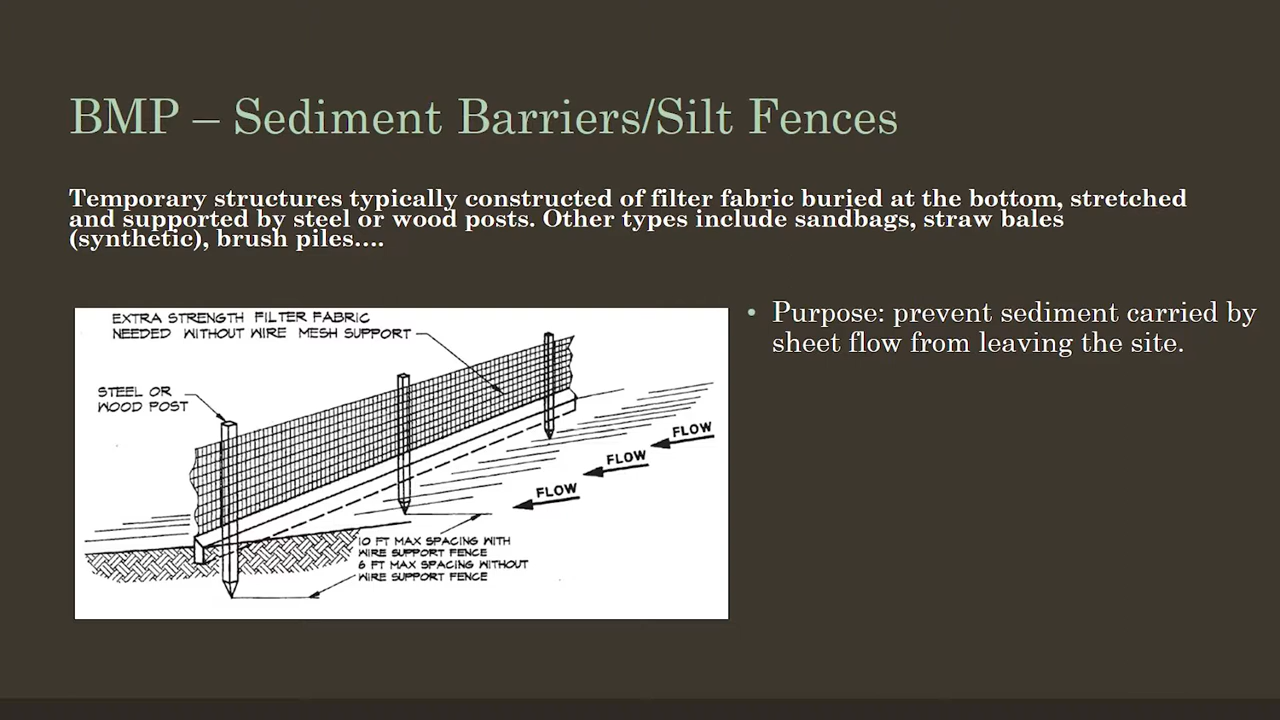 BMP – Sediment Barriers/Silt Fences
Temporary structures typically constructed of filter fabric buried at the bottom, stretched
and supported by steel or wood posts. Other types include sandbags, straw bales
(synthetic), brush piles….
EXTRA STRENGTH FILTER FABRIC
NEEDED WITHOUT WIRE MESH SUPPORT
STEEL OR
WOOD POST
FLOW
FLOW
FLOW
10 FT MAX SPACING WITH
WIRE SUPPORT FENCE
6 FT MAX SPACING WITHOUT
WIRE SUPPORT FENCE
• Purpose: prevent sediment carried by
sheet flow from leaving the site.